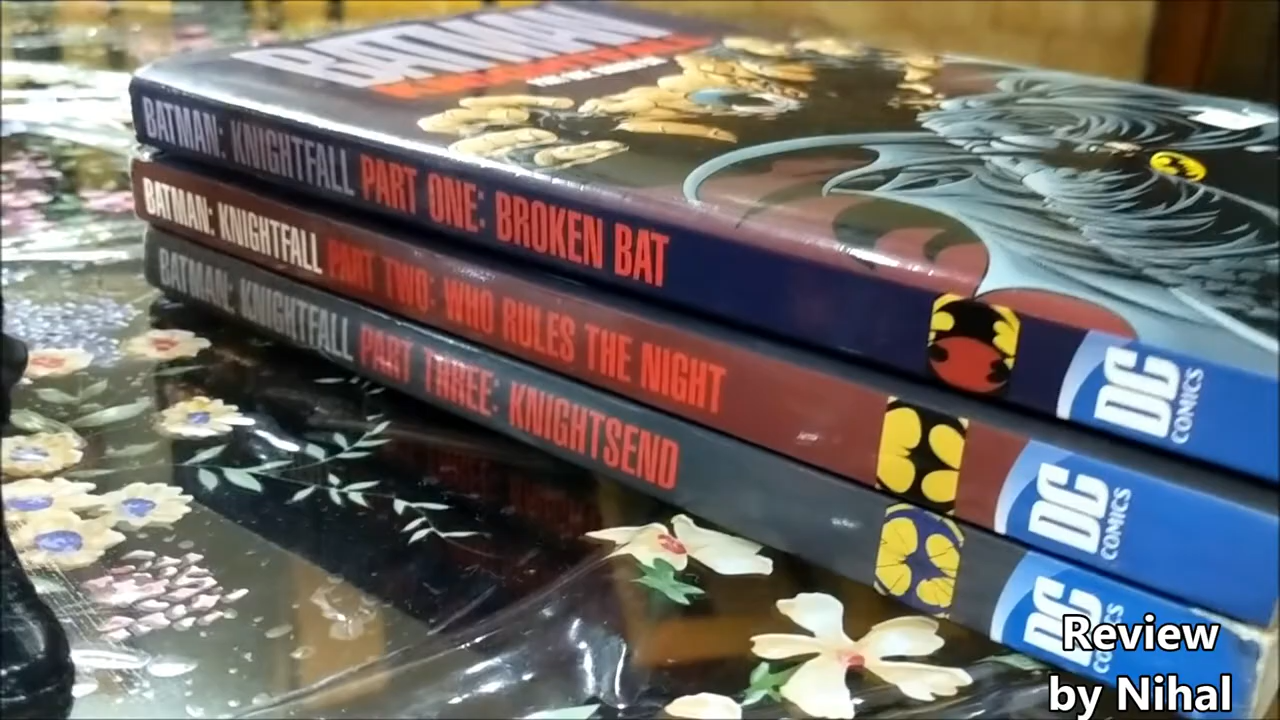 BATMAN
BATMAN: KNIGHTFALL PART ONE: BROKEN BAT
DC
COMICS
BATMAN: KNIGHTFALL PART TWO: WHO RULES THE NIGHT
DC
COMICS
BATMAN: KNIGHTFALL PART THREE: KNIGHTSEND
DC
Review
by Nihal